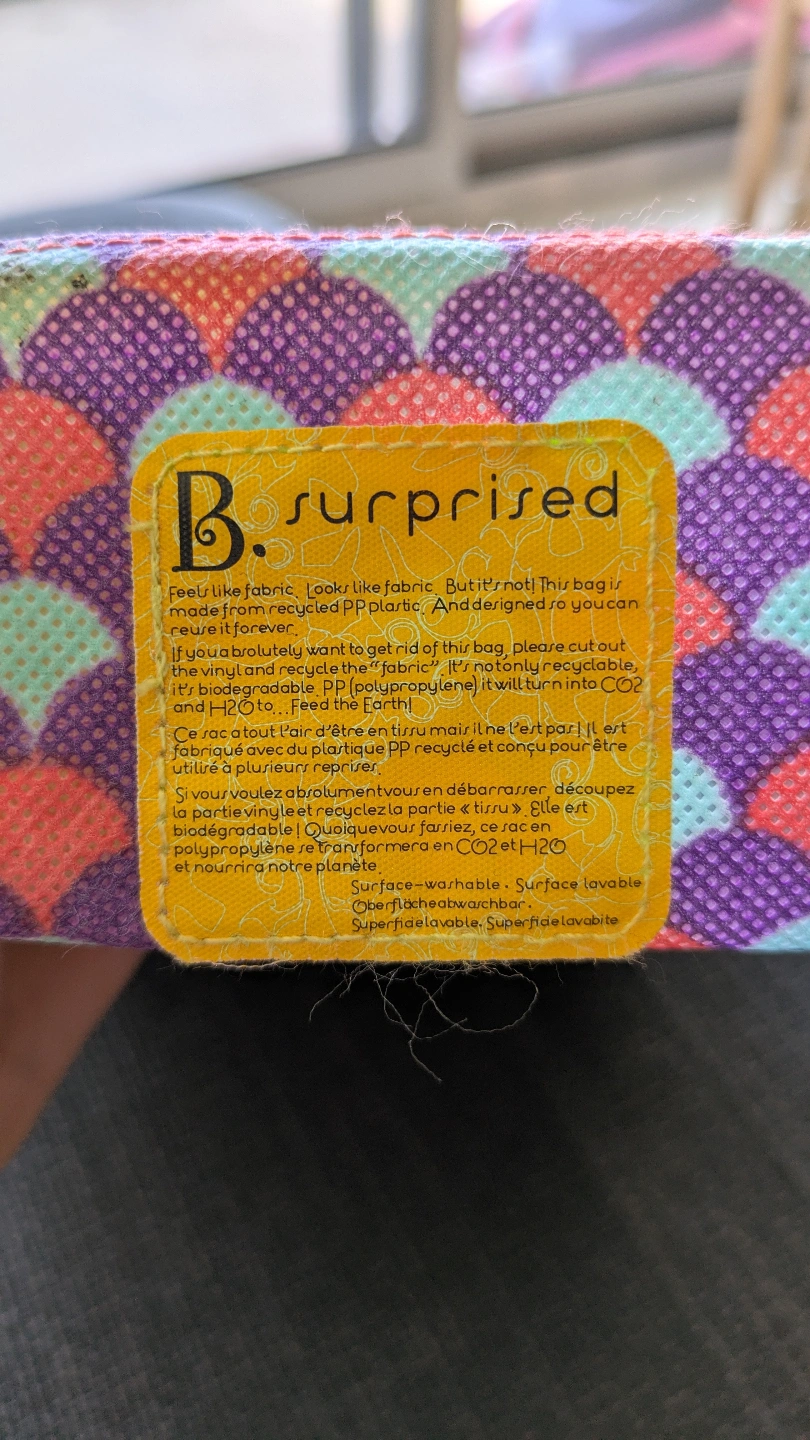 B. surprised
Feels like fabric. Looks like fabric. But it's not! This bag is
made from recycled PP plastic. And designed so you can
reuse it forever.
If you absolutely want to get rid of this bag, please cut out
the vinyl and recycle the "fabric". It's not only recyclable,
it's biodegradable. PP (polypropylene) it will turn into CO2
and H2O to... Feed the Earth!
Ce sac a tout l'air d'être en tissu mais il ne l'est pas! Il est
fabriqué avec du plastique PP recyclé et conçu pour être
utilisé à plusieurs reprises.
Si vous voulez absolument vous en débarrasser, découpez
la partie vinyle et recyclez la partie « tissu ». Elle est
biodégradable! Quoique vous fassiez, ce sac en
polypropylène se transformera en CO2 et H2O
et nourrira notre planète.
Surface-washable. Surface lavable
Oberfläche abwaschbar.
Superficie lavable. Superficie lavabite